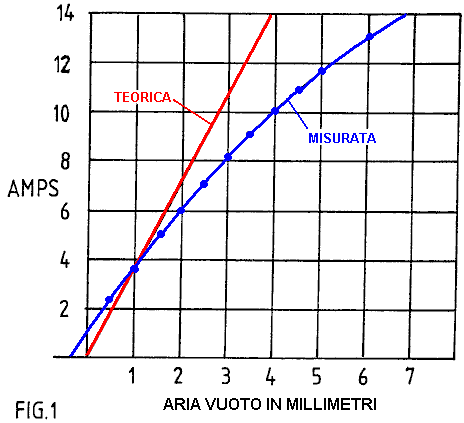 14
12
TEORICA
10
MISURATA
8
AMPS
6
4
2
1 2 3 4 5 6 7
FIG.1
ARIA VUOTO IN MILLIMETRI